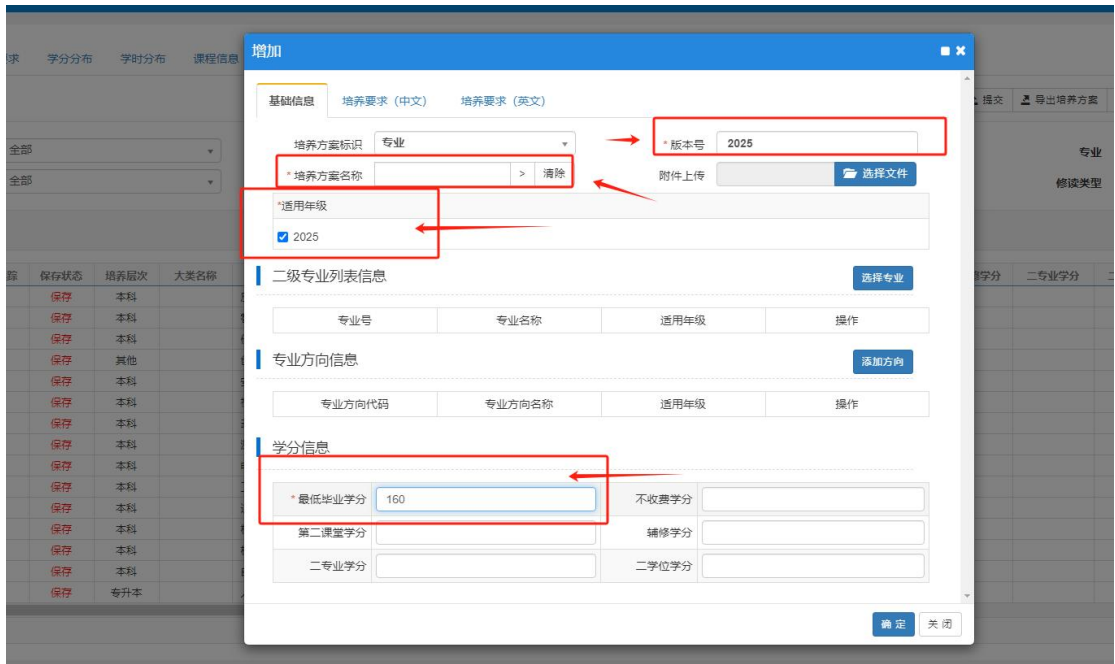 增加
求 学分分布 学时分布 课程信息
基础信息 培养要求（中文） 培养要求（英文）
提交 导出培养方案
培养方案标识 专业 *版本号 2025
全部
专业
*培养方案名称 > 清除 附件上传 选择文件
全部
修读类型
*适用年级
2025
保存状态 培养层次 大类名称
二级专业列表信息 选择专业
学分 二专业学分
保存 本科
专业号 专业名称 适用年级 操作
保存 本科
保存 本科
专业方向信息 添加方向
保存 其他
保存 本科
专业方向代码 专业方向名称 适用年级 操作
保存 本科
保存 本科
学分信息
保存 本科
保存 本科
保存 本科
*最低毕业学分 160 不收费学分
保存 本科
第二课堂学分 辅修学分
保存 本科
保存 本科
二专业学分 二学位学分
保存 本科
保存 专升本
确定 关闭